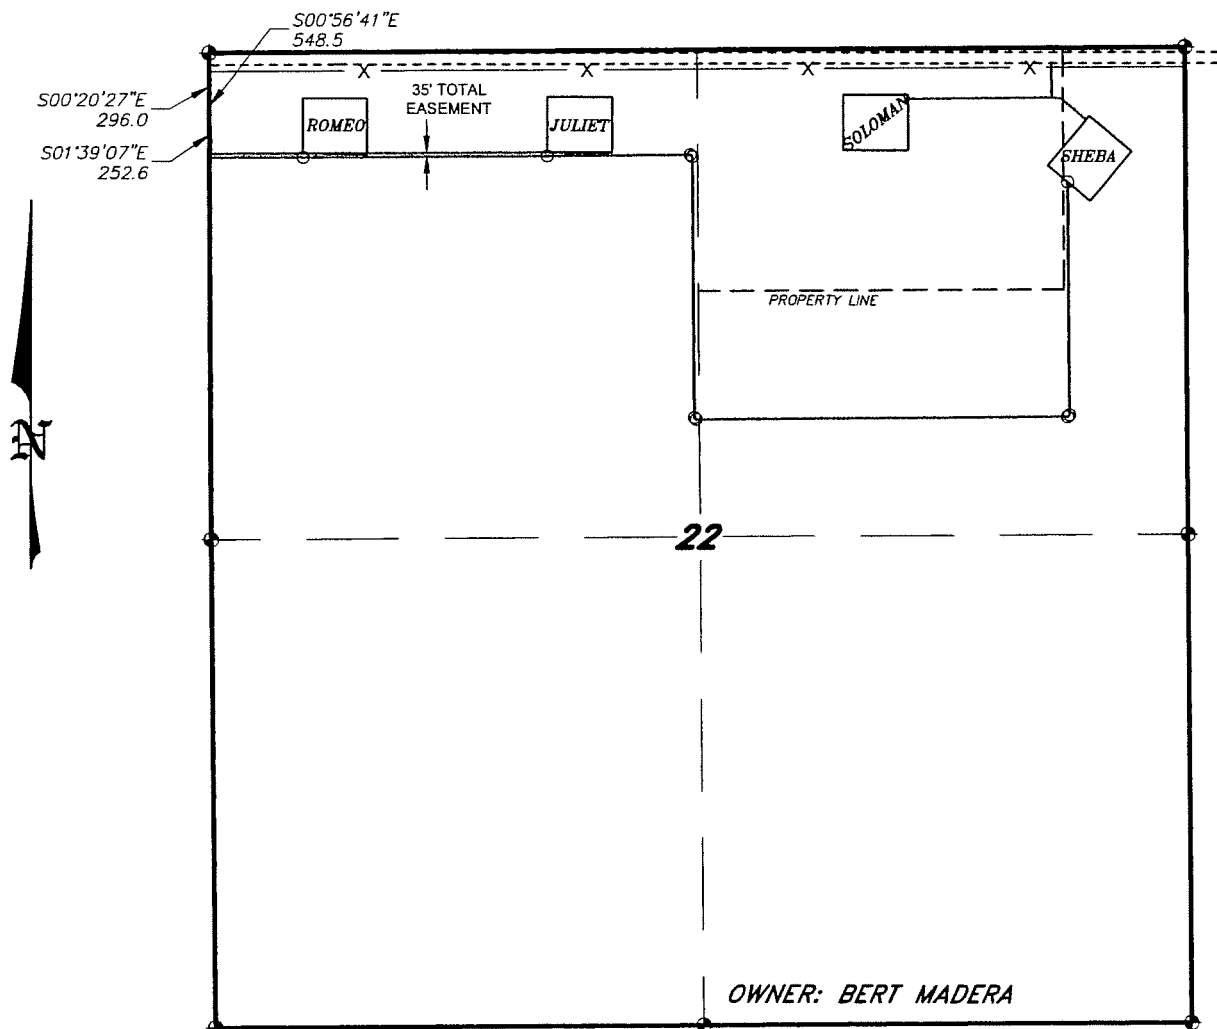 S00°56'41"E
548.5
S00°20'27"E
296.0
S01°39'07"E
252.6
35' TOTAL
EASEMENT
ROMEO
JULIET
SOLOMAN
SHEBA
X X X X
PROPERTY LINE
N
22
OWNER: BERT MADERA